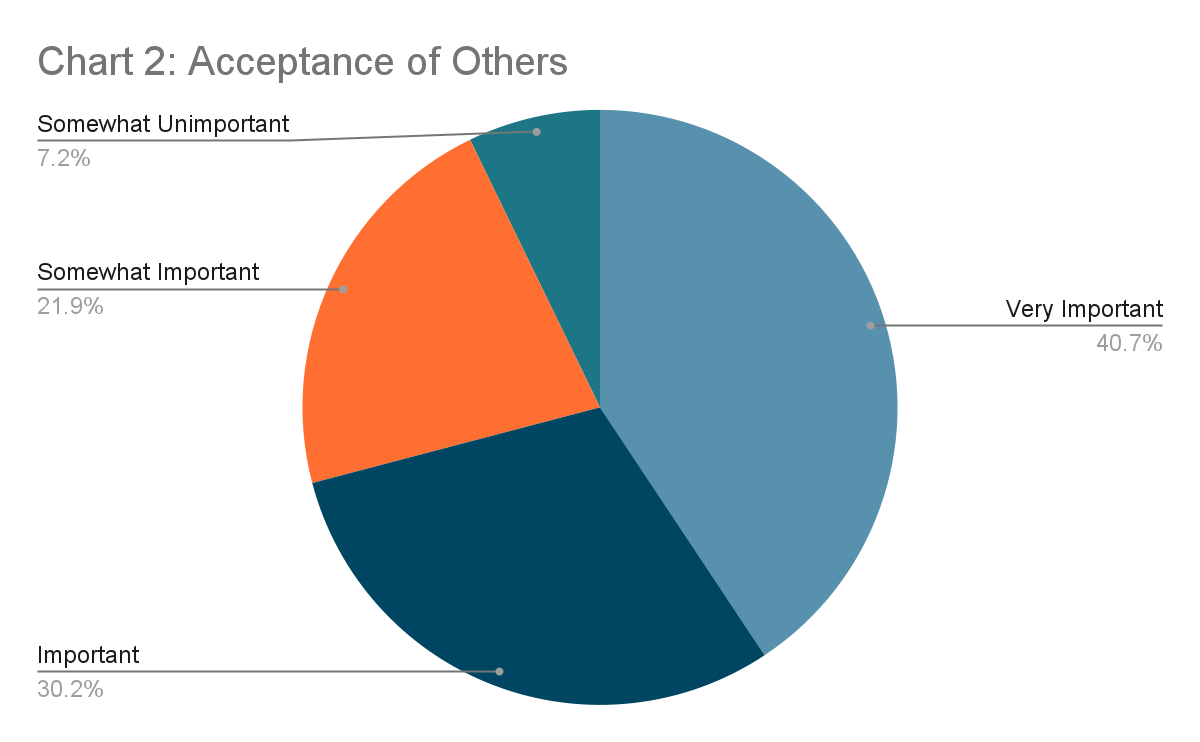 Chart 2: Acceptance of Others
Somewhat Unimportant
7.2%
Somewhat Important
21.9%
Very Important
40.7%
Important
30.2%